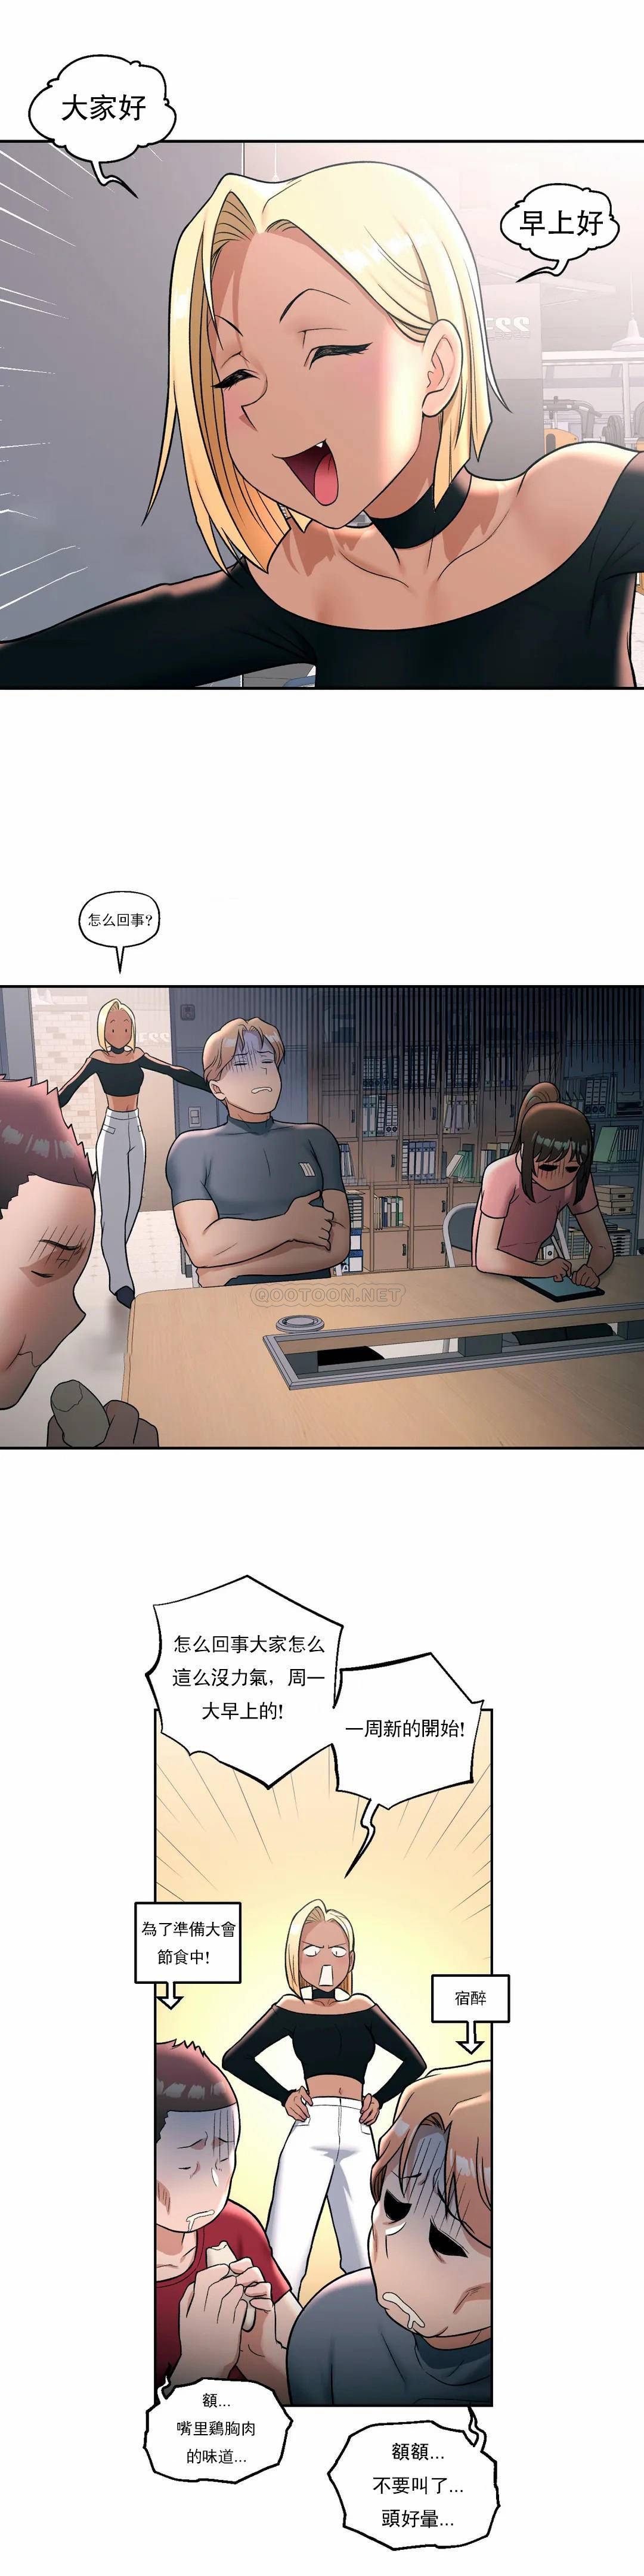 大家好
早上好
怎么回事?
QOOTOON.NET
怎么回事大家怎么
這么沒力氣, 周一
大早上的!
一周新的開始!
為了準備大會
節食中!
宿醉
額...
嘴里鷄胸肉
的味道...
額額...
不要叫了...
頭好暈...